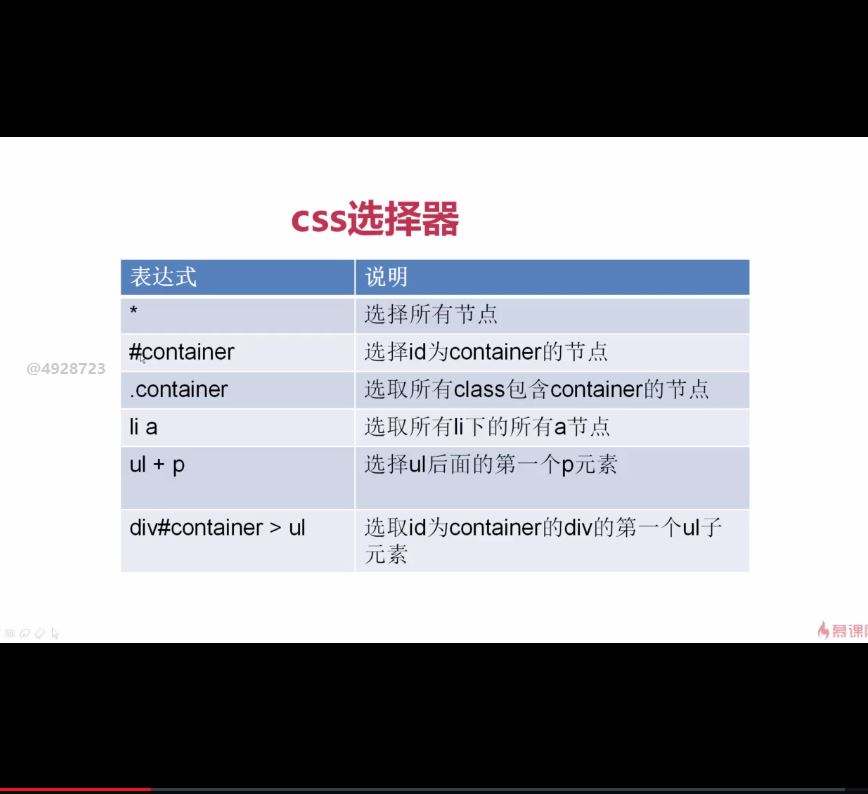 css选择器
表达式 说明
* 选择所有节点
#container 选择id为container的节点
@4928723
.container 选取所有class包含container的节点
li a 选取所有li下的所有a节点
ul + p 选择ul后面的第一个p元素
div#container > ul 选取id为container的div的第一个ul子
元素
慕课